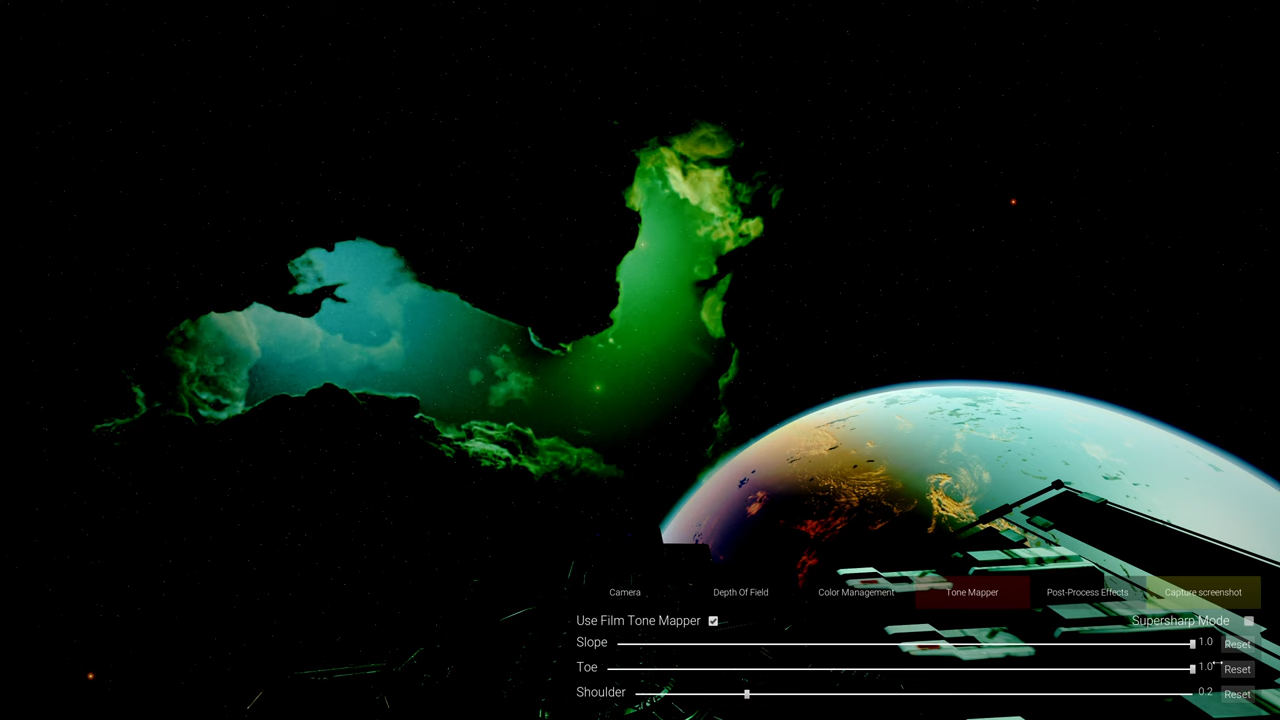 Camera Depth Of Field Color Management Tone Mapper Post-Process Effects Capture screenshot
Use Film Tone Mapper Supersharp Mode
Slope 1.0 Reset
Toe 1.0 Reset
Shoulder 0.2 Reset